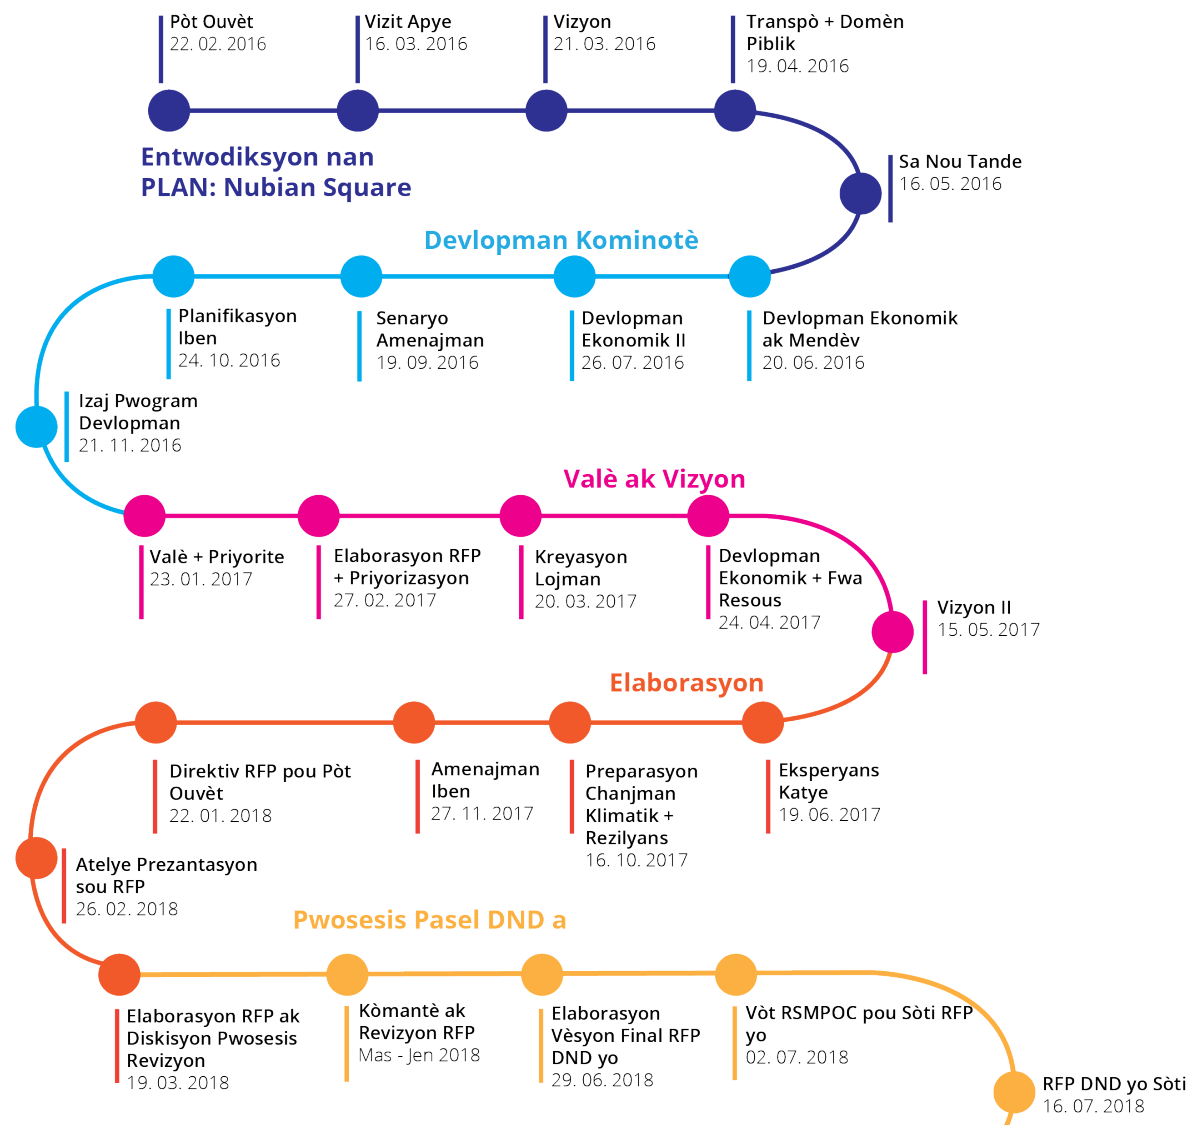 Pòt Ouvèt
22. 02. 2016
Vizit Apye
16. 03. 2016
Vizyon
21. 03. 2016
Transpò + Domèn
Piblik
19. 04. 2016
Entwodiksyon nan
PLAN: Nubian Square
Sa Nou Tande
16. 05. 2016
Devlopman Kominotè
Planifikasyon
Iben
24. 10. 2016
Senaryo
Amenajman
19. 09. 2016
Devlopman
Ekonomik II
26. 07. 2016
Devlopman Ekonomik
ak Mendèv
20. 06. 2016
Izaj Pwogram
Devlopman
21. 11. 2016
Valè ak Vizyon
Valè + Priyorite
23. 01. 2017
Elaborasyon RFP
+ Priyorizasyon
27. 02. 2017
Kreyasyon
Lojman
20. 03. 2017
Devlopman
Ekonomik + Fwa
Resous
24. 04. 2017
Vizyon II
15. 05. 2017
Elaborasyon
Direktiv RFP pou Pòt
Ouvèt
22. 01. 2018
Amenajman
Iben
27. 11. 2017
Preparasyon
Chanjman
Klimatik +
Rezilyans
16. 10. 2017
Eksperyans
Katye
19. 06. 2017
Atelye Prezantasyon
sou RFP
26. 02. 2018
Pwosesis Pasel DND a
Elaborasyon RFP ak
Diskisyon Pwosesis
Revizyon
19. 03. 2018
Kòmantè ak
Revizyon RFP
Mas - Jen 2018
Elaborasyon
Vèsyon Final RFP
DND yo
29. 06. 2018
Vòt RSMPOC pou Sòti RFP
yo
02. 07. 2018
RFP DND yo Sòti
16. 07. 2018